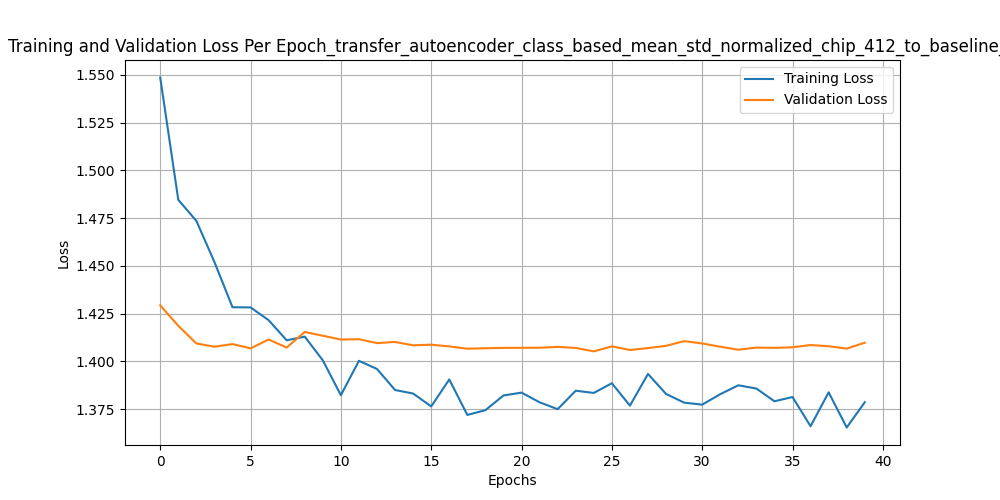 Training and Validation Loss Per Epoch_transfer_autoencoder_class_based_mean_std_normalized_chip_412_to_baseline_
Training Loss
Validation Loss
1.550
1.525
1.500
1.475
1.450
1.425
1.400
1.375
Loss
0 5 10 15 20 25 30 35 40
Epochs